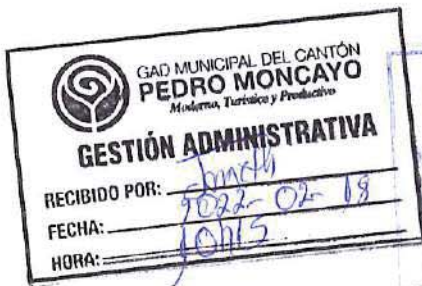 GAD MUNICIPAL DEL CANTÓN
PEDRO MONCAYO
Moderno, Turístico y Productivo
GESTIÓN ADMINISTRATIVA
RECIBIDO POR:
FECHA: 2022-02-18
HORA: 10h15